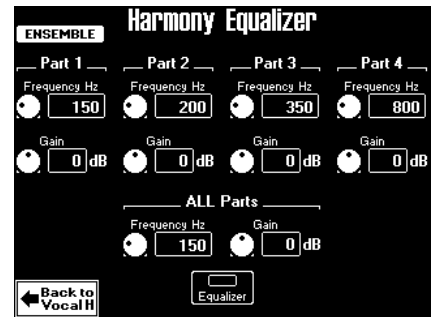 Harmony Equalizer
ENSEMBLE
Part 1 Part 2 Part 3 Part 4
Frequency Hz Frequency Hz Frequency Hz Frequency Hz
150 200 350 800
Gain Gain Gain Gain
0 dB 0 dB 0 dB 0 dB
ALL Parts
Frequency Hz Gain
150 0 dB
Equalizer
Back to
Vocal H